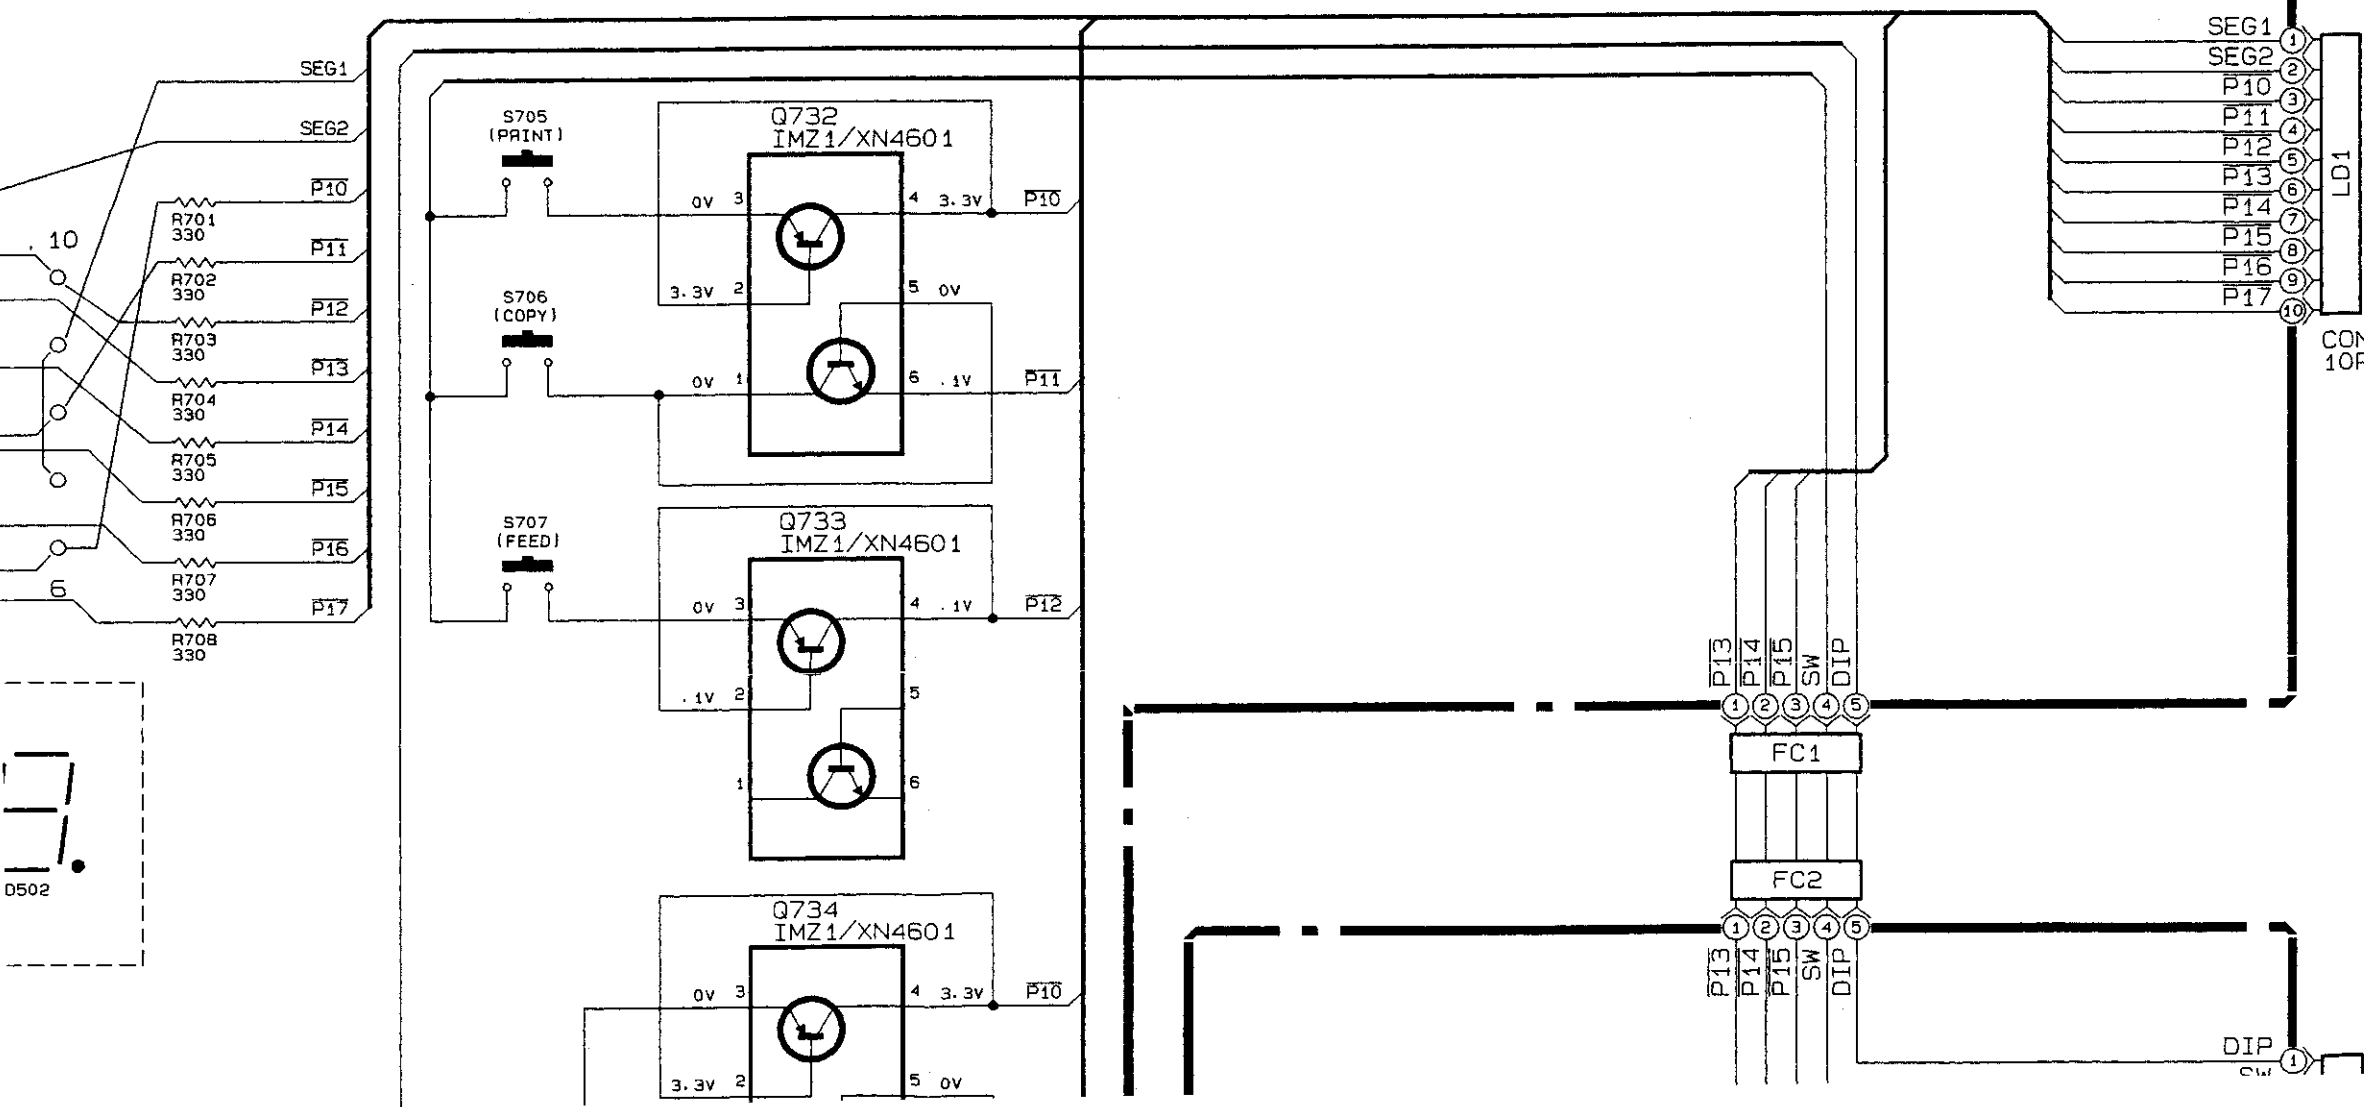 SEG1
SEG2
P10
R701
330
P11
R702
330
P12
R703
330
P13
R704
330
P14
R705
330
P15
R706
330
P16
R707
330
P17
R708
330
. 10
6
D502
S705
(PRINT)
S706
(COPY)
S707
(FEED)
Q732
IMZ1/XN4601
0V 3
4 3.3V P10
3.3V 2
5 0V
0V 1
6 .1V P11
Q733
IMZ1/XN4601
0V 3
4 .1V P12
.1V 2
5
1
6
Q734
IMZ1/XN4601
0V 3
4 3.3V P10
3.3V 2
5 0V
SEG1 1
SEG2 2
P10 3
P11 4
P12 5
P13 6
P14 7
P15 8
P16 9
P17 10
LD1
P13 P14 P15 SW DIP
1 2 3 4 5
FC1
FC2
1 2 3 4 5
P13 P14 P15 SW DIP
DIP 1